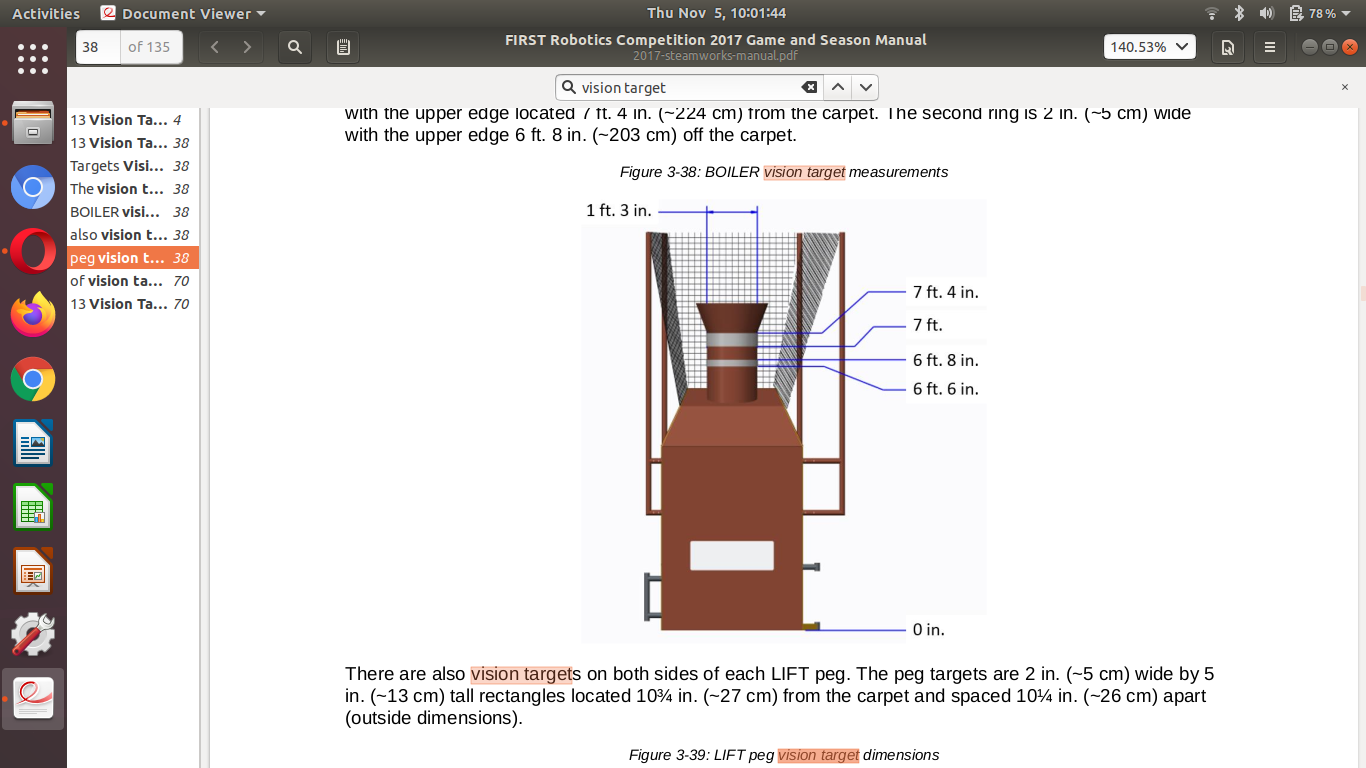 Activities Document Viewer Thu Nov 5, 10:01:44 78 %
38 of 135 FIRST Robotics Competition 2017 Game and Season Manual 140.53%
2017-steamworks-manual.pdf
vision target
13 Vision Ta... 4
13 Vision Ta... 38
Targets Visi... 38
The vision t... 38
BOILER visi... 38
also vision t... 38
peg vision t... 38
of vision ta... 70
13 Vision Ta... 70
with the upper edge located 7 ft. 4 in. (~224 cm) from the carpet. The second ring is 2 in. (~5 cm) wide
with the upper edge 6 ft. 8 in. (~203 cm) off the carpet.
Figure 3-38: BOILER vision target measurements
1 ft. 3 in.
7 ft. 4 in.
7 ft.
6 ft. 8 in.
6 ft. 6 in.
0 in.
There are also vision targets on both sides of each LIFT peg. The peg targets are 2 in. (~5 cm) wide by 5
in. (~13 cm) tall rectangles located 10¾ in. (~27 cm) from the carpet and spaced 10¼ in. (~26 cm) apart
(outside dimensions).
Figure 3-39: LIFT peg vision target dimensions